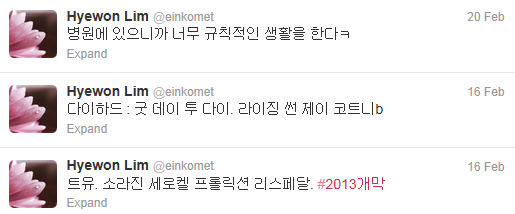 Hyewon Lim @einkomet 20 Feb
병원에 있으니까 너무 규칙적인 생활을 한다ㅋ
Expand
Hyewon Lim @einkomet 16 Feb
다이하드 : 굿 데이 투 다이. 라이징 썬 제이 코트니b
Expand
Hyewon Lim @einkomet 16 Feb
트유. 소라진 세로켈 프롤릭션 리스페달. #2013개막
Expand